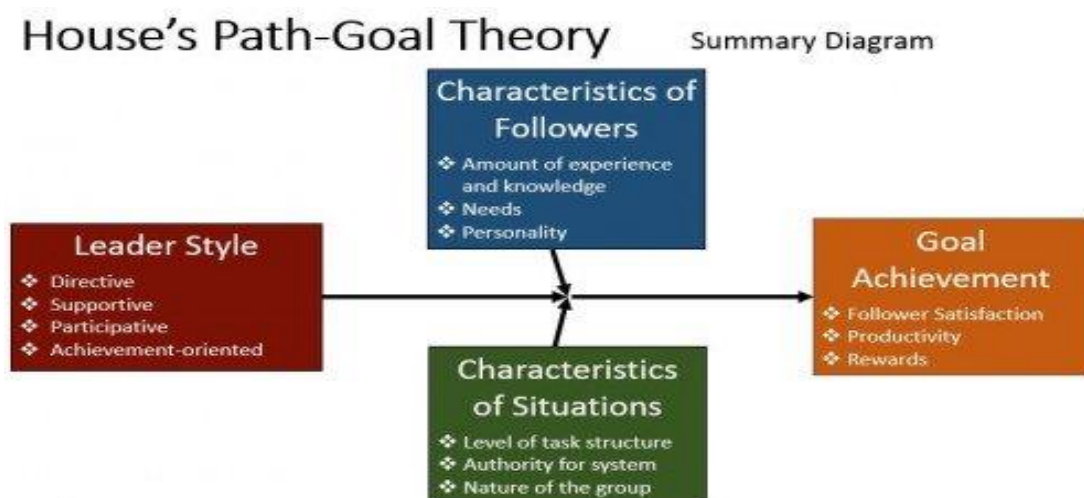 House's Path-Goal Theory Summary Diagram
Characteristics of
Followers
❖ Amount of experience
and knowledge
❖ Needs
❖ Personality
Leader Style
❖ Directive
❖ Supportive
❖ Participative
❖ Achievement-oriented
Goal
Achievement
❖ Follower Satisfaction
❖ Productivity
❖ Rewards
Characteristics
of Situations
❖ Level of task structure
❖ Authority for system
❖ Nature of the group